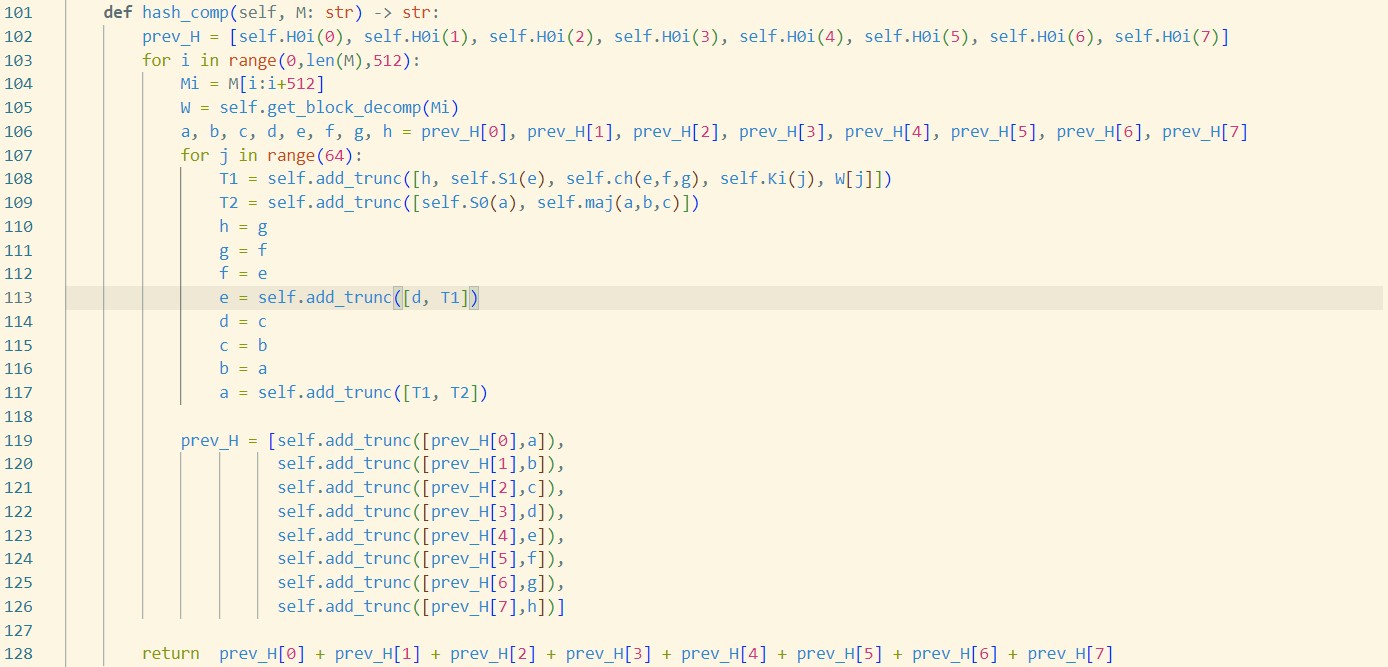 101 def hash_comp(self, M: str) -> str:
102 prev_H = [self.H0i(0), self.H0i(1), self.H0i(2), self.H0i(3), self.H0i(4), self.H0i(5), self.H0i(6), self.H0i(7)]
103 for i in range(0,len(M),512):
104 Mi = M[i:i+512]
105 W = self.get_block_decomp(Mi)
106 a, b, c, d, e, f, g, h = prev_H[0], prev_H[1], prev_H[2], prev_H[3], prev_H[4], prev_H[5], prev_H[6], prev_H[7]
107 for j in range(64):
108 T1 = self.add_trunc([h, self.S1(e), self.ch(e,f,g), self.Ki(j), W[j]])
109 T2 = self.add_trunc([self.S0(a), self.maj(a,b,c)])
110 h = g
111 g = f
112 f = e
113 e = self.add_trunc([d, T1])
114 d = c
115 c = b
116 b = a
117 a = self.add_trunc([T1, T2])
118
119 prev_H = [self.add_trunc([prev_H[0],a]),
120 self.add_trunc([prev_H[1],b]),
121 self.add_trunc([prev_H[2],c]),
122 self.add_trunc([prev_H[3],d]),
123 self.add_trunc([prev_H[4],e]),
124 self.add_trunc([prev_H[5],f]),
125 self.add_trunc([prev_H[6],g]),
126 self.add_trunc([prev_H[7],h])]
127
128 return prev_H[0] + prev_H[1] + prev_H[2] + prev_H[3] + prev_H[4] + prev_H[5] + prev_H[6] + prev_H[7]